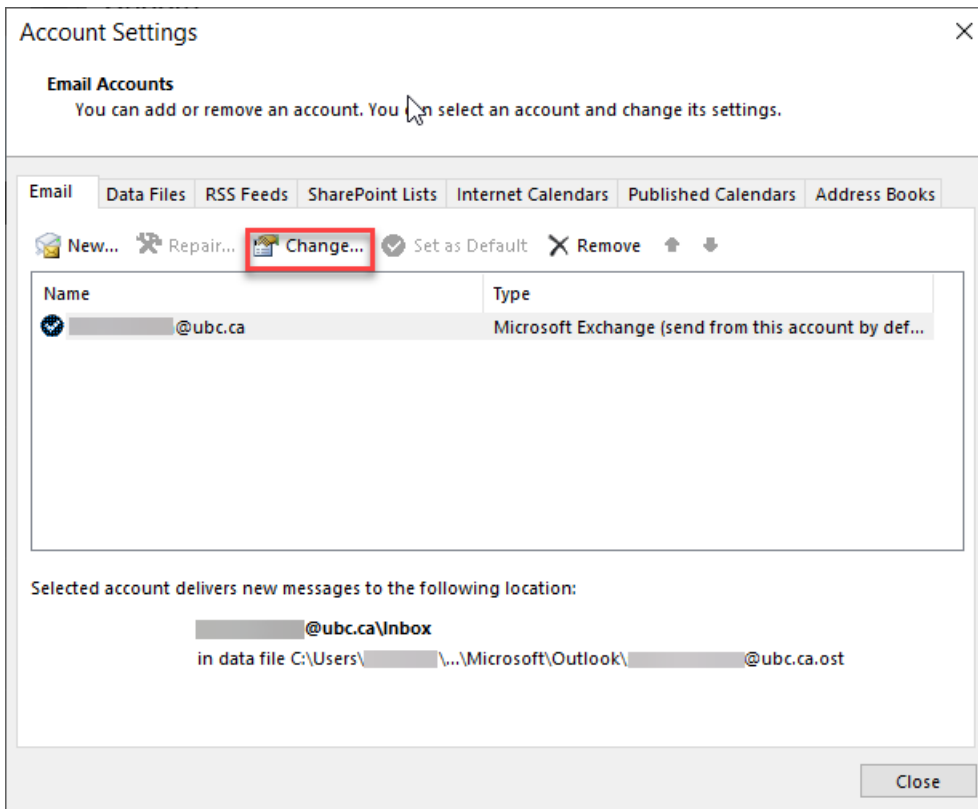 Account Settings
Email Accounts
You can add or remove an account. You can select an account and change its settings.
Email Data Files RSS Feeds SharePoint Lists Internet Calendars Published Calendars Address Books
New... Repair... Change... Set as Default Remove
Name Type
@ubc.ca Microsoft Exchange (send from this account by def...
Selected account delivers new messages to the following location:
@ubc.ca\Inbox
in data file C:\Users\ \...\Microsoft\Outlook\ @ubc.ca.ost
Close